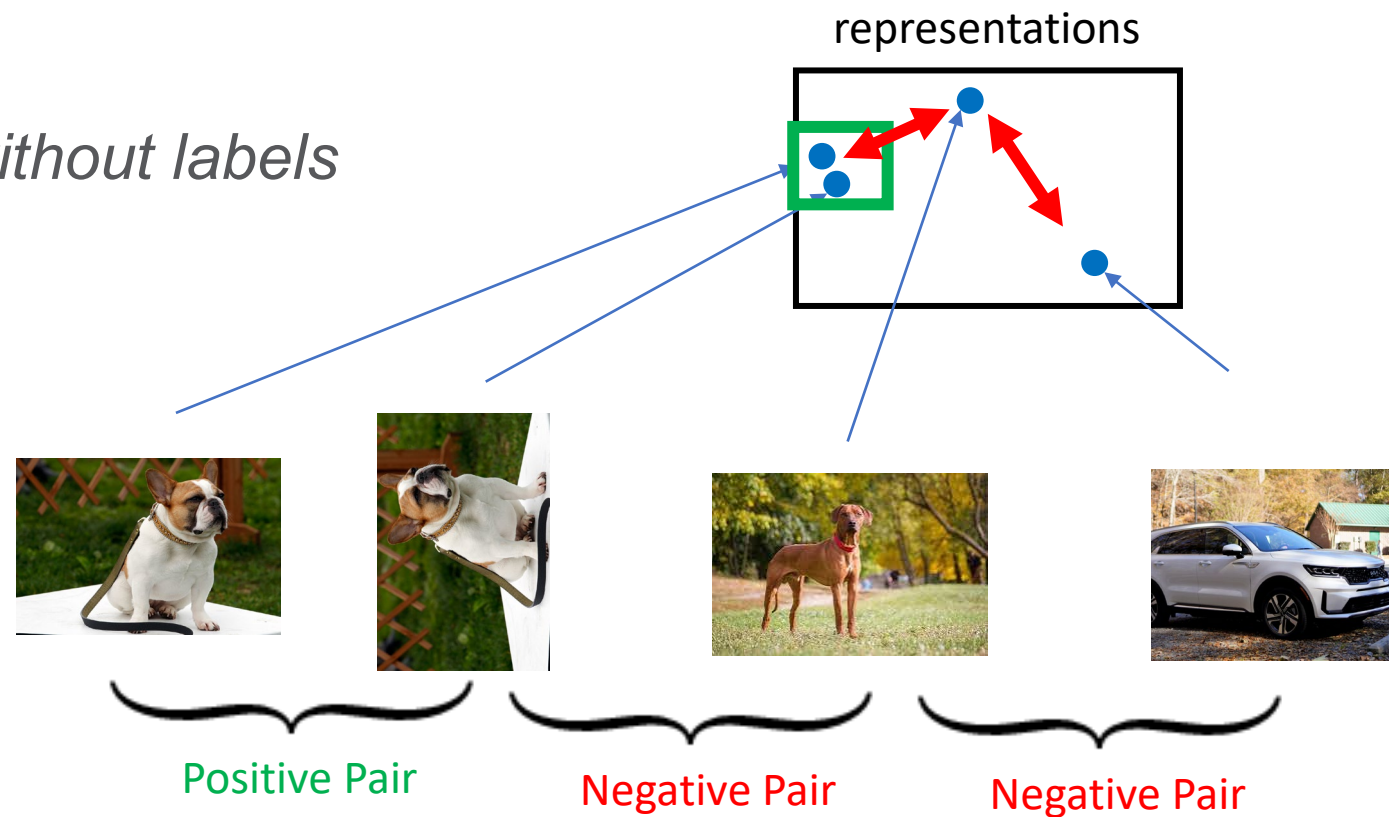 representations
ithout labels
Positive Pair
Negative Pair
Negative Pair